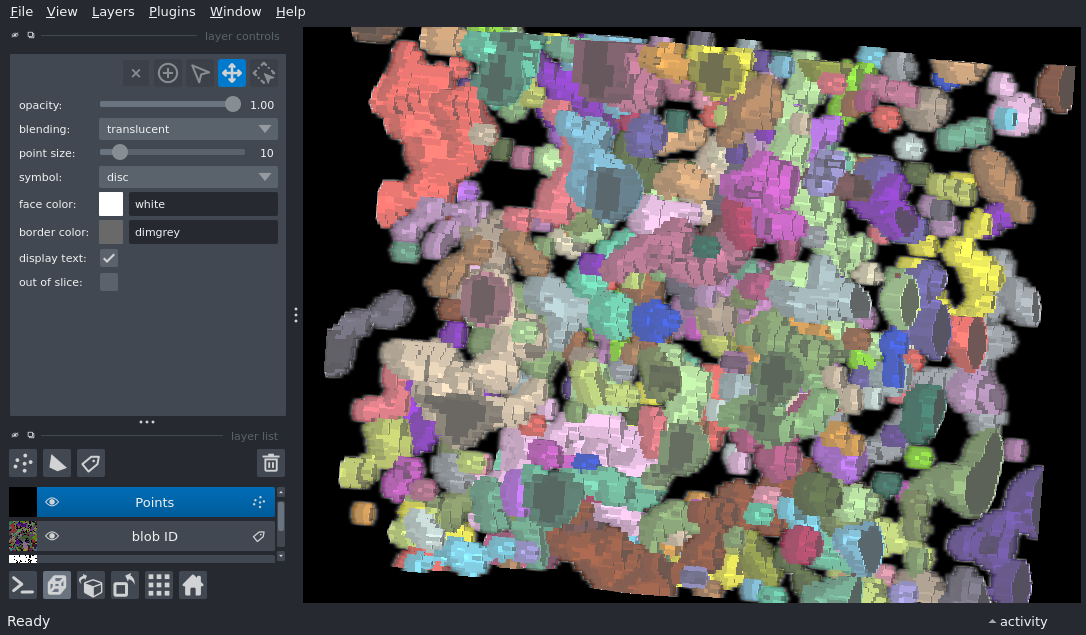 File View Layers Plugins Window Help
layer controls
opacity: 1.00
blending: translucent
point size: 10
symbol: disc
face color: white
border color: dimgrey
display text:
out of slice:
layer list
Points
blob ID
Ready
activity